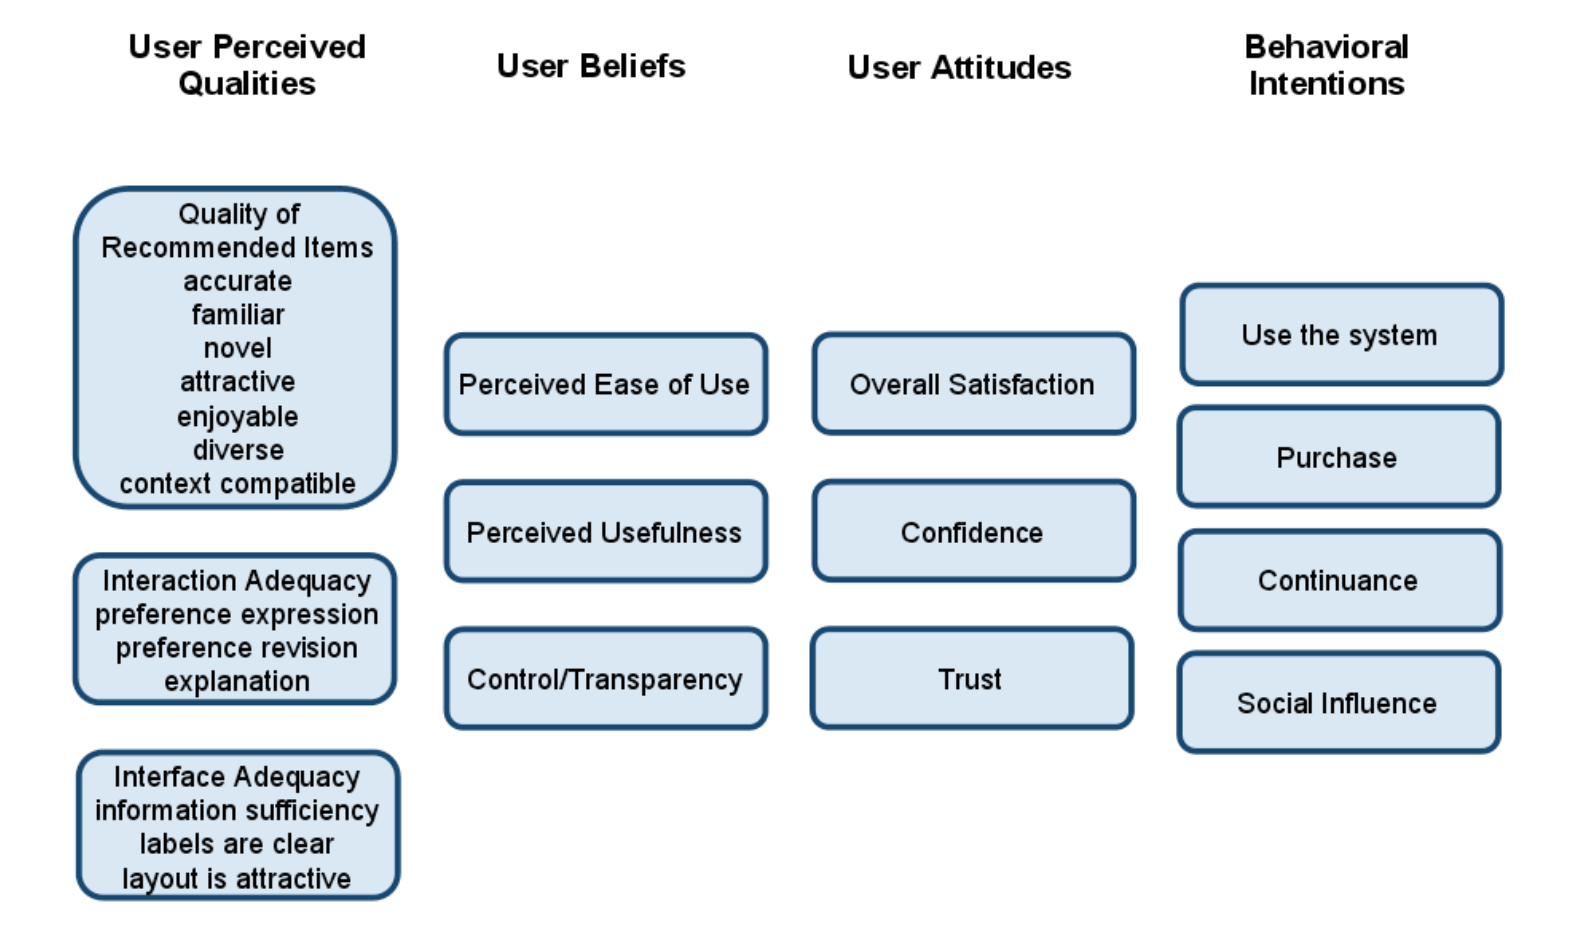 User Perceived
Qualities
User Beliefs
User Attitudes
Behavioral
Intentions
Quality of
Recommended Items
accurate
familiar
novel
attractive
enjoyable
diverse
context compatible
Interaction Adequacy
preference expression
preference revision
explanation
Interface Adequacy
information sufficiency
labels are clear
layout is attractive
Perceived Ease of Use
Perceived Usefulness
Control/Transparency
Overall Satisfaction
Confidence
Trust
Use the system
Purchase
Continuance
Social Influence